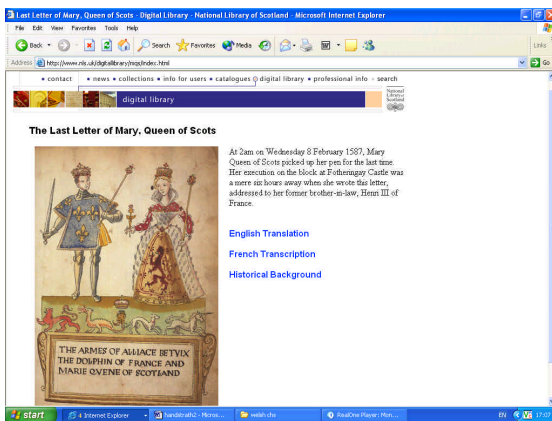 Last Letter of Mary, Queen of Scots - Digital Library - National Library of Scotland - Microsoft Internet Explorer
File Edit View Favorites Tools Help
Back Search Favorites Media Links
Address http://www.nls.uk/digitallibrary/mqs/index.html Go
• contact • news • collections • info for users • catalogues digital library • professional info search
digital library
National
Library of
Scotland
The Last Letter of Mary, Queen of Scots
At 2am on Wednesday 8 February 1587, Mary
Queen of Scots picked up her pen for the last time.
Her execution on the block at Fotheringay Castle was
a mere six hours away when she wrote this letter,
addressed to her former brother-in-law, Henri III of
France.
English Translation
French Transcription
Historical Background
THE ARMES OF ALLIACE BETVIX
THE DOLPHIN OF FRANCE AND
MARIE QVENE OF SCOTLAND
start 4 Internet Explorer handstrath2 - Micros... welsh chs RealOne Player: Mon... EN 17:07